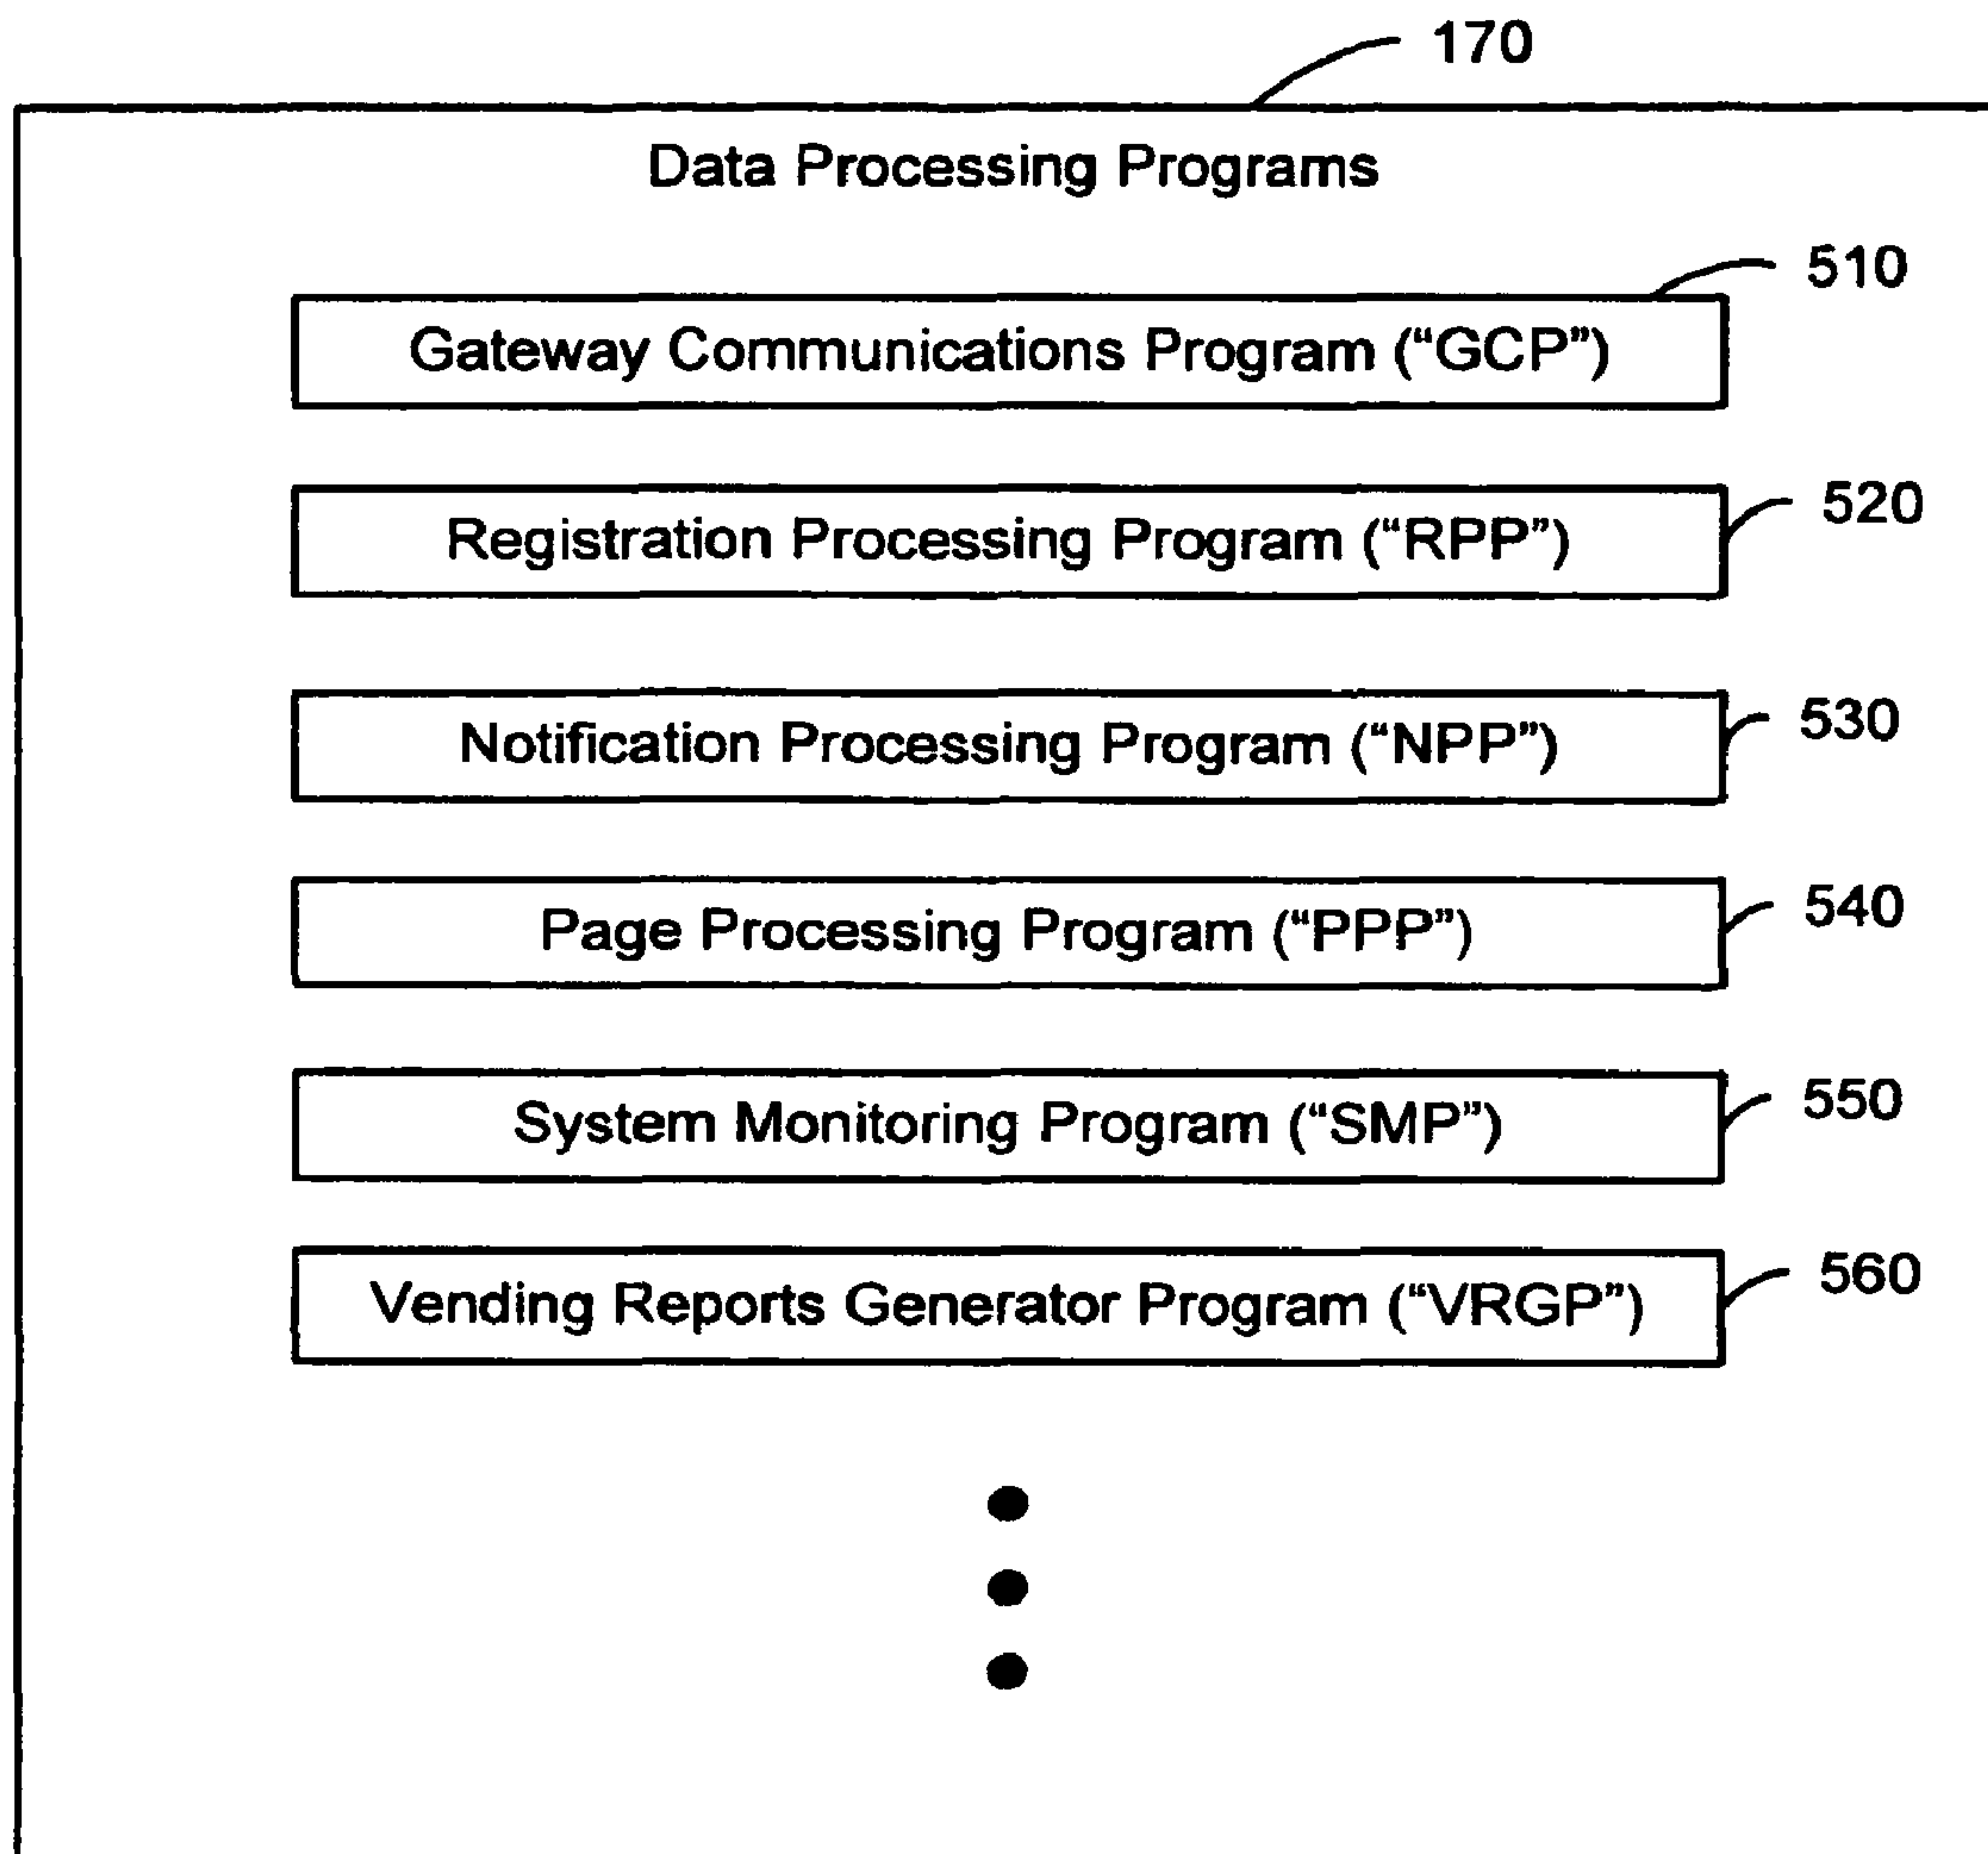 170
Data Processing Programs
510
Gateway Communications Program (“GCP”)
520
Registration Processing Program (“RPP”)
530
Notification Processing Program (“NPP”)
540
Page Processing Program (“PPP”)
550
System Monitoring Program (“SMP”)
560
Vending Reports Generator Program (“VRGP”)